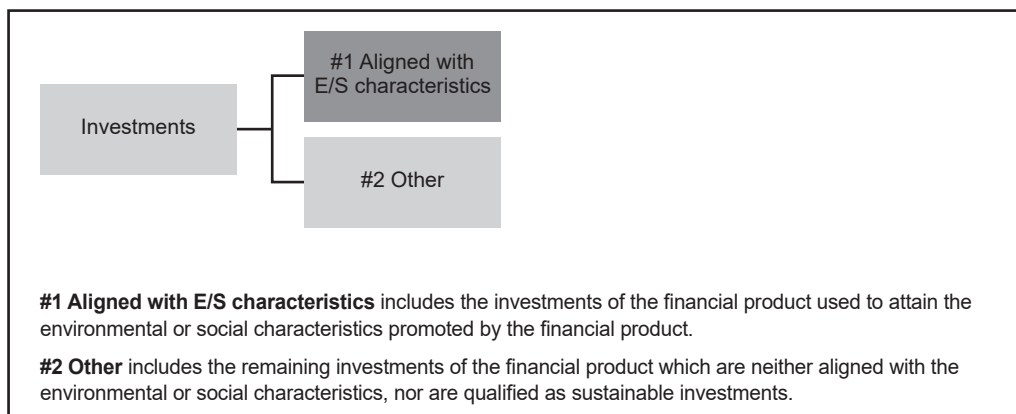 #1 Aligned with
E/S characteristics
Investments
#2 Other
#1 Aligned with E/S characteristics includes the investments of the financial product used to attain the
environmental or social characteristics promoted by the financial product.
#2 Other includes the remaining investments of the financial product which are neither aligned with the
environmental or social characteristics, nor are qualified as sustainable investments.